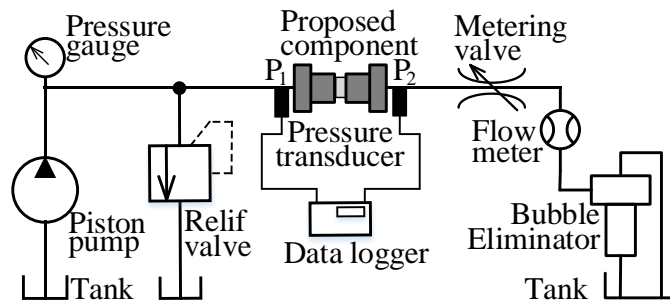 Pressure
gauge
Proposed
component
Metering
valve
P1
P2
Pressure
transducer
Flow
meter
Piston
pump
Relif
valve
Data logger
Bubble
Eliminator
Tank
Tank